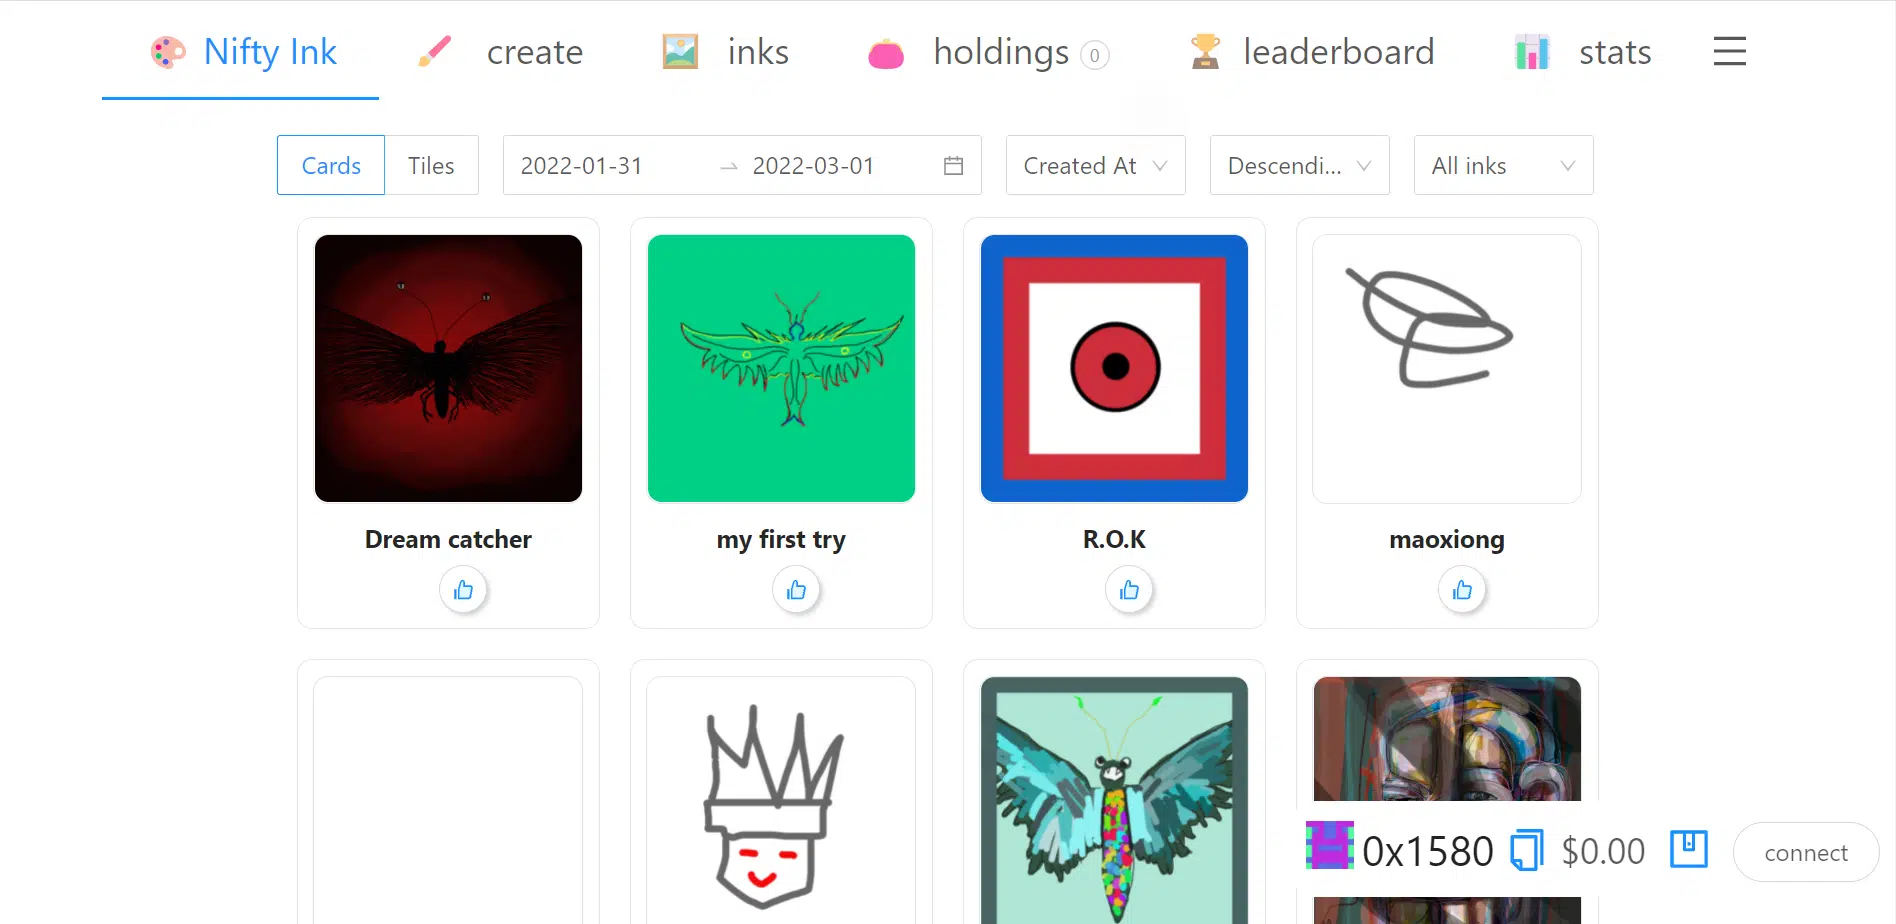 Nifty Ink create inks holdings 0 leaderboard stats
Cards Tiles 2022-01-31 2022-03-01 Created At Descendi... All inks
Dream catcher my first try R.O.K maoxiong
0x1580 $0.00 connect